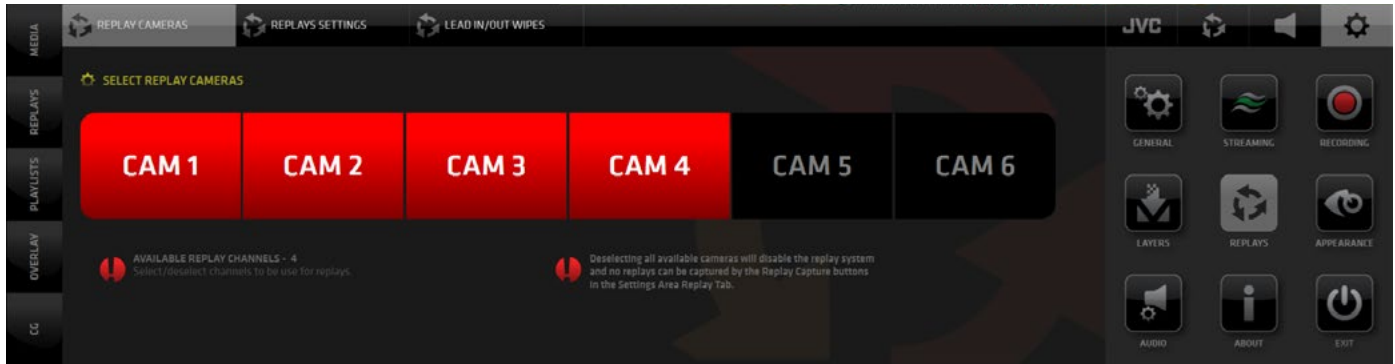 MEDIA
REPLAYS
PLAYLISTS
OVERLAY
CG
REPLAY CAMERAS
REPLAYS SETTINGS
LEAD IN/OUT WIPES
JVC
SELECT REPLAY CAMERAS
CAM 1
CAM 2
CAM 3
CAM 4
CAM 5
CAM 6
AVAILABLE REPLAY CHANNELS - 4
Select/deselect channels to be use for replays.
Deselecting all available cameras will disable the replay system
and no replays can be captured by the Replay Capture buttons
in the Settings Area Replay Tab.
GENERAL
STREAMING
RECORDING
LAYERS
REPLAYS
APPEARANCE
AUDIO
ABOUT
EXIT